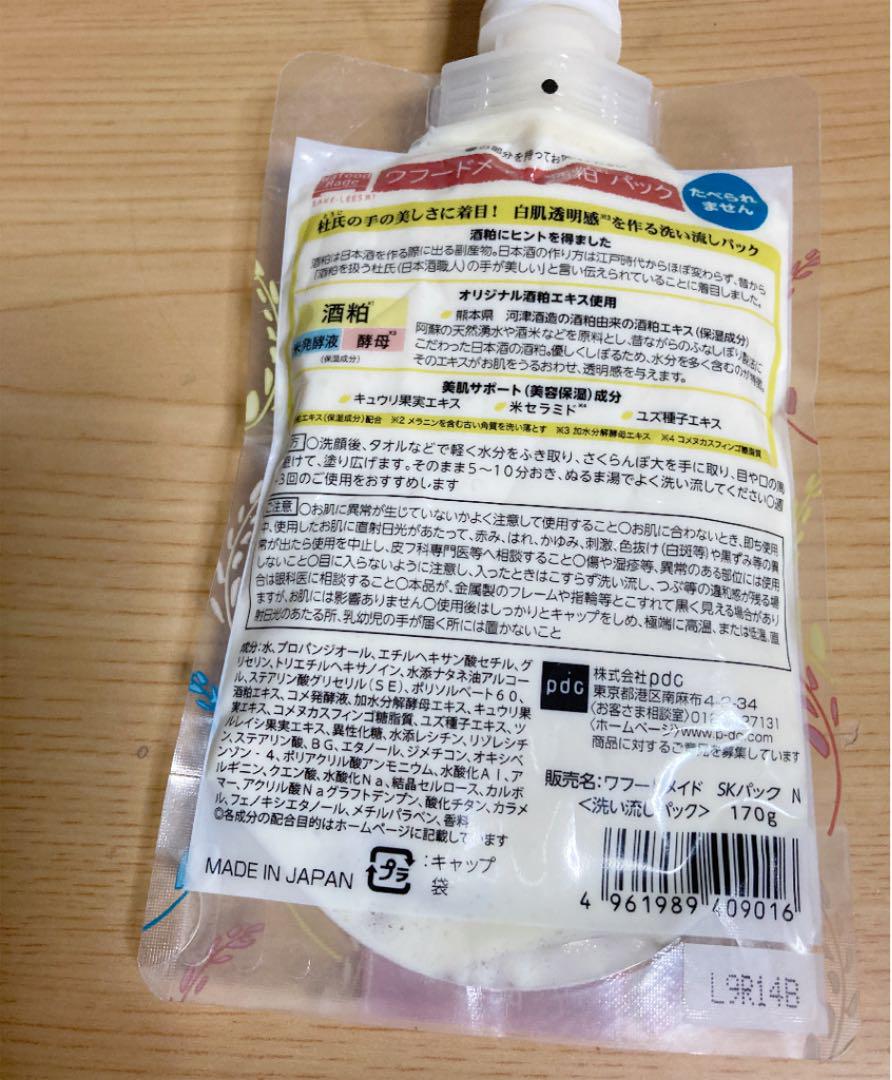 の部分を持ってお
ワフードメ 粕パック
たべられ
ません
杜氏の手の美しさに着目！ 白肌透明感※2を作る洗い流しパック
酒粕にヒントを得ました
酒粕は日本酒を作る際に出る副産物。日本酒の作り方は江戸時代からほぼ変わらず、昔から
「酒粕を扱う杜氏(日本酒職人)の手が美しい」と言い伝えられていることに着目しました。
オリジナル酒粕エキス使用
酒粕※1
米発酵液 酵母※3
(保湿成分)
熊本県 河津酒造の酒粕由来の酒粕エキス(保湿成分)
阿蘇の天然湧水や酒米などを原料とし、昔ながらのふなしぼり製法に
こだわった日本酒の酒粕。優しくしぼるため、水分を多く含むのが特徴。
そのエキスがお肌をうるおわせ、透明感を与えます。
美肌サポート(美容保湿)成分
キュウリ果実エキス 米セラミド※4 ユズ種子エキス
エキス(保湿成分)配合 ※2 メラニンを含む古い角質を洗い落とす ※3 加水分解酵母エキス ※4 コメヌカスフィンゴ糖脂質
方 ○洗顔後、タオルなどで軽く水分をふき取り、さくらんぼ大を手に取り、目や口の周
避けて、塗り広げます。そのまま5〜10分おき、ぬるま湯でよく洗い流してください○週
-3回のご使用をおすすめします
ご注意 ○お肌に異常が生じていないかよく注意して使用すること○お肌に合わないとき、即ち使用
中、使用したお肌に直射日光があたって、赤み、はれ、かゆみ、刺激、色抜け(白斑等)や黒ずみ等の異
常が出たら使用を中止し、皮フ科専門医等へ相談すること○傷や湿疹等、異常のある部位には使用
しないこと○目に入らないように注意し、入ったときはこすらず洗い流し、つぶ等の違和感が残る場
合は眼科医に相談すること○本品が、金属製のフレームや指輪等とこすれて黒く見える場合があり
ますが、お肌には影響ありません○使用後はしっかりとキャップをしめ、極端に高温、または低温、直
射日光のあたる所、乳幼児の手が届く所には置かないこと
成分:水、プロパンジオール、エチルヘキサン酸セチル、グ
リセリン、トリエチルヘキサノイン、水添ナタネ油アルコー
ル、ステアリン酸グリセリル(SE)、ポリソルベート60、
酒粕エキス、コメ発酵液、加水分解酵母エキス、キュウリ果
実エキス、コメヌカスフィンゴ糖脂質、ユズ種子エキス、ツ
ルレイシ果実エキス、異性化糖、水添レシチン、リゾレシチ
ン、ステアリン酸、BG、エタノール、ジメチコン、オキシベ
ンゾン-4、ポリアクリル酸アンモニウム、水酸化Al、ア
ルギニン、クエン酸、水酸化Na、結晶セルロース、カルボ
マー、アクリル酸Naグラフトデンプン、酸化チタン、カラメ
ル、フェノキシエタノール、メチルパラベン、香料
◎各成分の配合目的はホームページに記載しています
pdc
株式会社pdc
東京都港区南麻布4-2-34
〈お客さま相談室〉01 27131
〈ホームページ〉www.p-dc.com
商品に対するご意見を募集しています
販売名:ワフードメイド SKパック N
<洗い流しパック> 170g
MADE IN JAPAN
プラ
:キャップ
袋
4 961989 409016
L9R14B